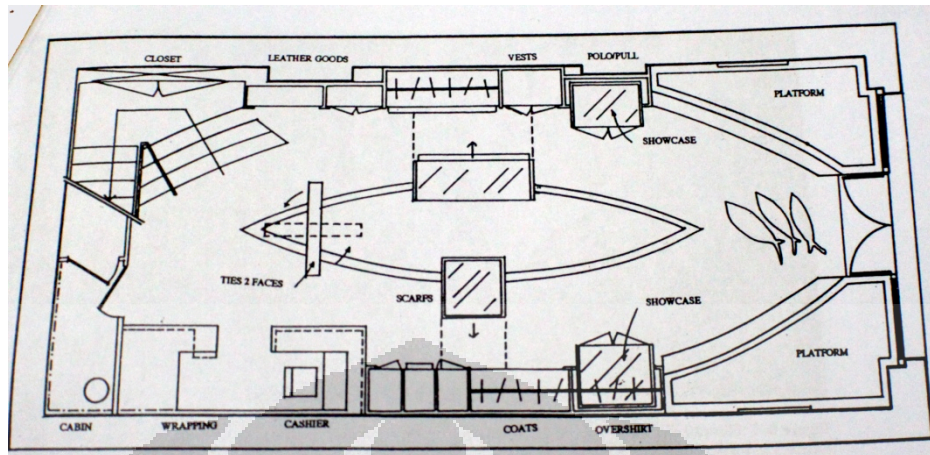 CLOSET
LEATHER GOODS
VESTS
POLO/PULL
PLATFORM
SHOWCASE
TIES 2 FACES
SCARFS
SHOWCASE
PLATFORM
CABIN
WRAPPING
CASHIER
COATS
OVERSHIRT